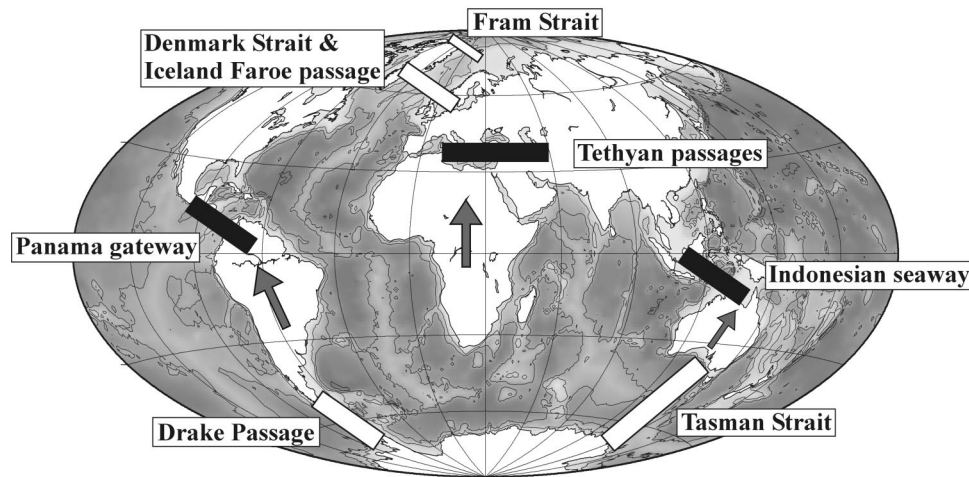 Fram Strait
Denmark Strait &
Iceland Faroe passage
Tethyan passages
Panama gateway
Indonesian seaway
Drake Passage
Tasman Strait